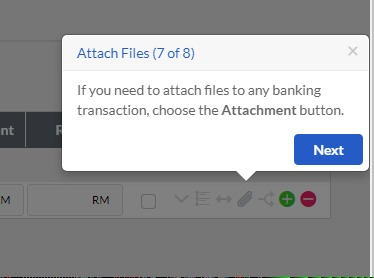 Attach Files (7 of 8)
×
If you need to attach files to any banking
transaction, choose the Attachment button.
Next
nt
R
M
RM